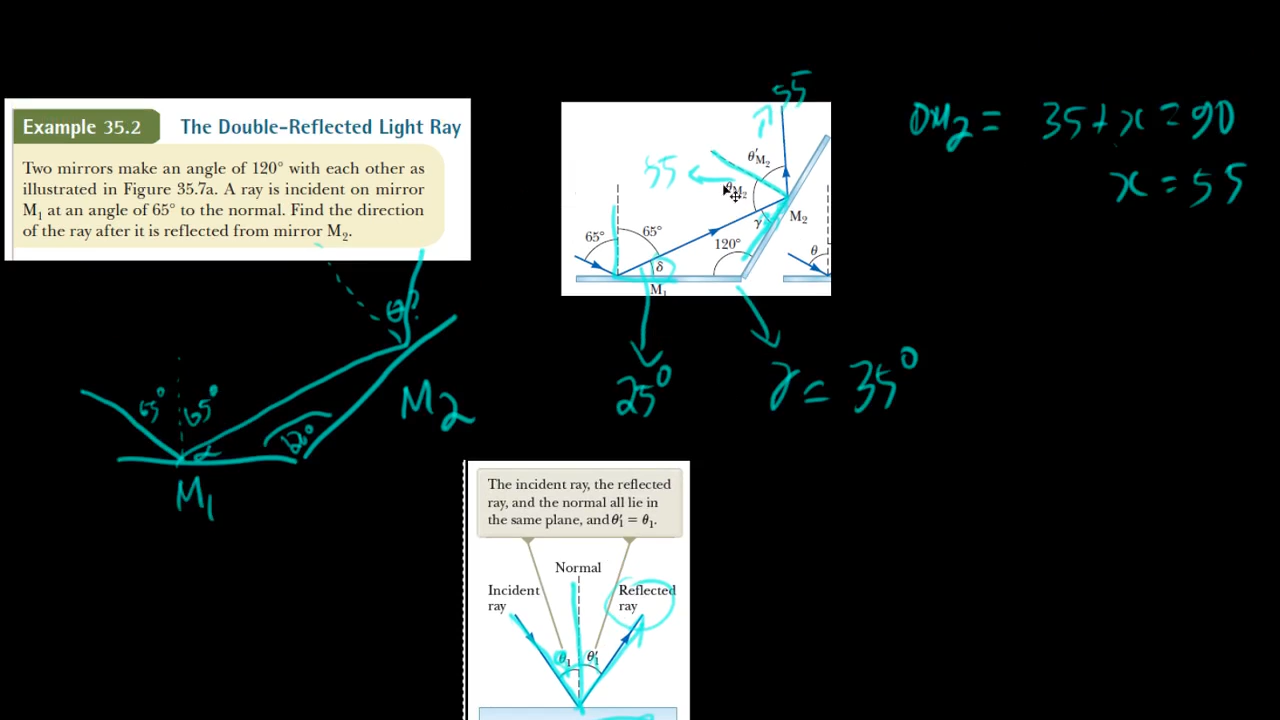 Example 35.2 The Double-Reflected Light Ray
Two mirrors make an angle of 120° with each other as
illustrated in Figure 35.7a. A ray is incident on mirror
M₁ at an angle of 65° to the normal. Find the direction
of the ray after it is reflected from mirror M₂.
55
θ′M₂
55
θM₂
65°
65°
γ
M₂
120°
δ
M₁
θ
θM₂ = 35 + x = 90
x = 55
25°
γ = 35°
θ?
65°
65°
α
120°
M₂
M₁
The incident ray, the reflected
ray, and the normal all lie in
the same plane, and θ′₁ = θ₁.
Normal
Incident
ray
Reflected
ray
θ₁
θ′₁